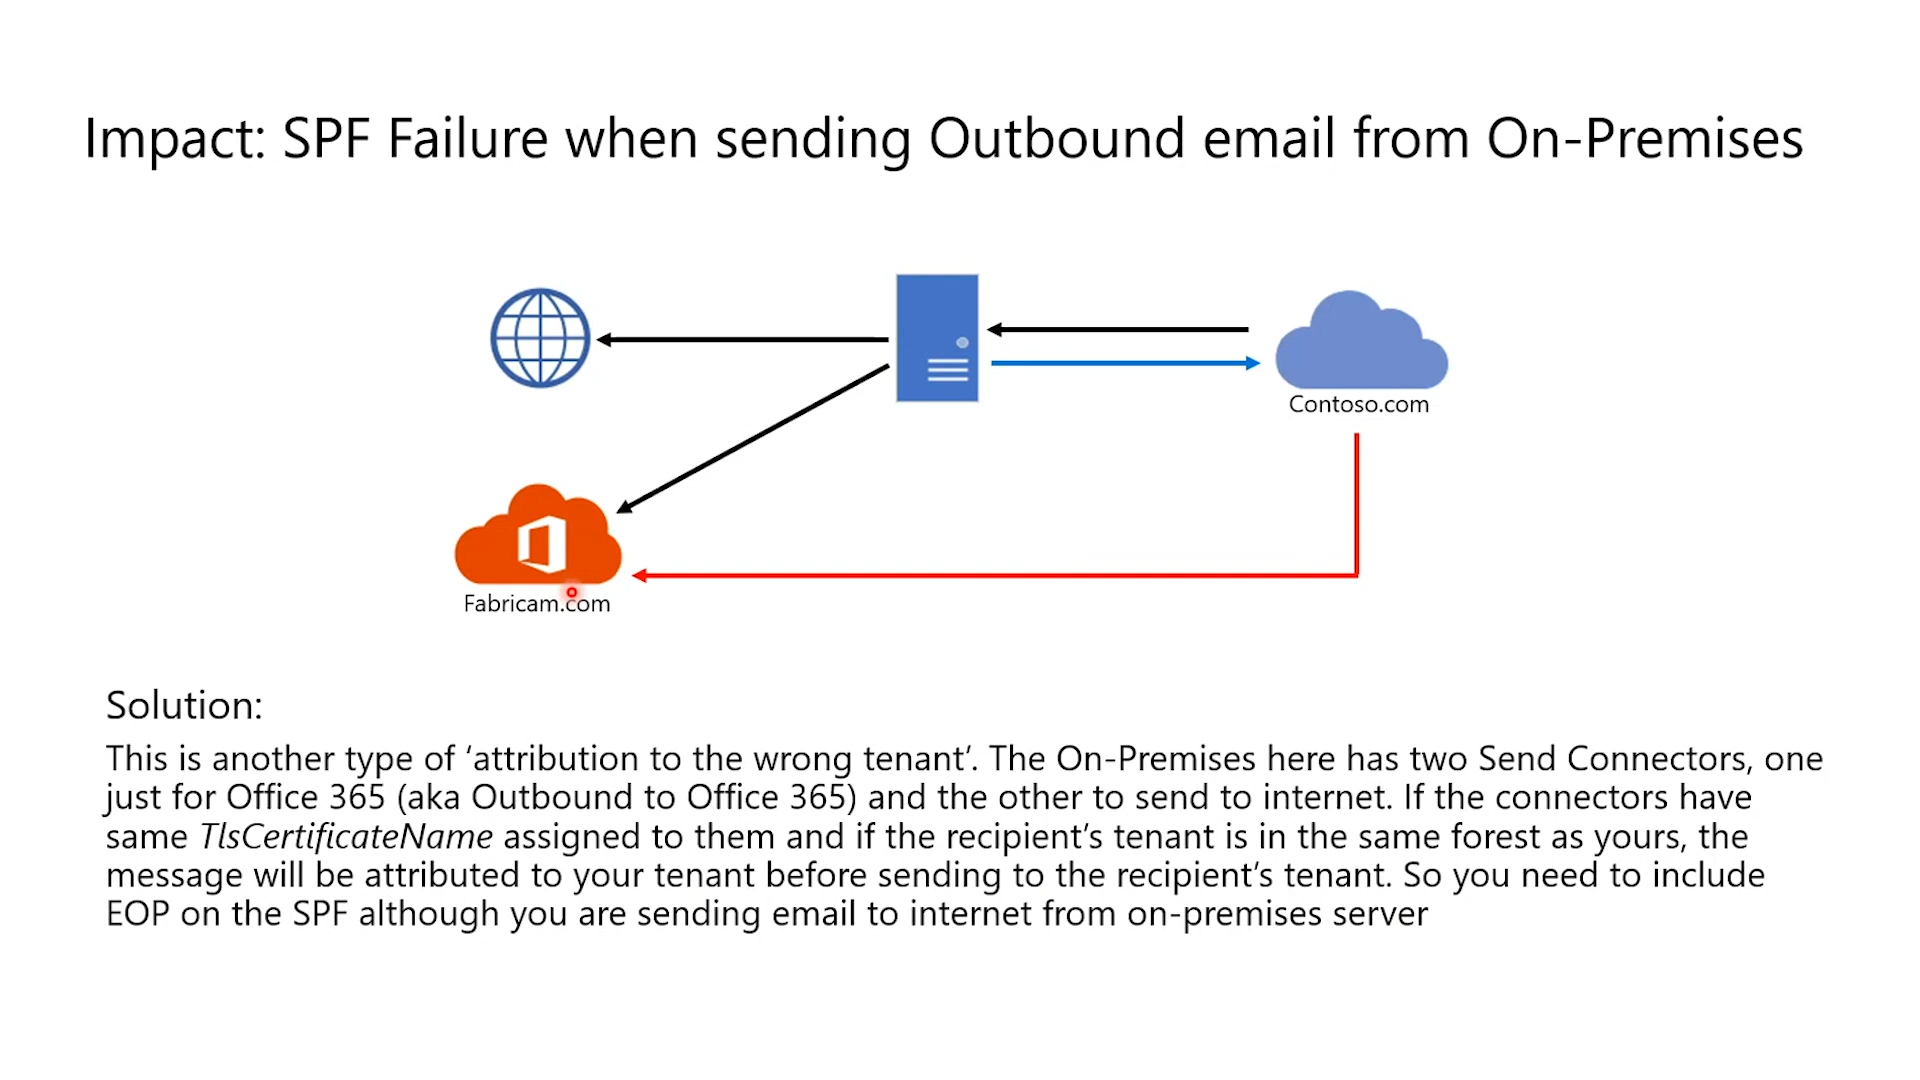 Impact: SPF Failure when sending Outbound email from On-Premises
Contoso.com
Fabricam.com
Solution:
This is another type of ‘attribution to the wrong tenant’. The On-Premises here has two Send Connectors, one
just for Office 365 (aka Outbound to Office 365) and the other to send to internet. If the connectors have
same TlsCertificateName assigned to them and if the recipient’s tenant is in the same forest as yours, the
message will be attributed to your tenant before sending to the recipient’s tenant. So you need to include
EOP on the SPF although you are sending email to internet from on-premises server